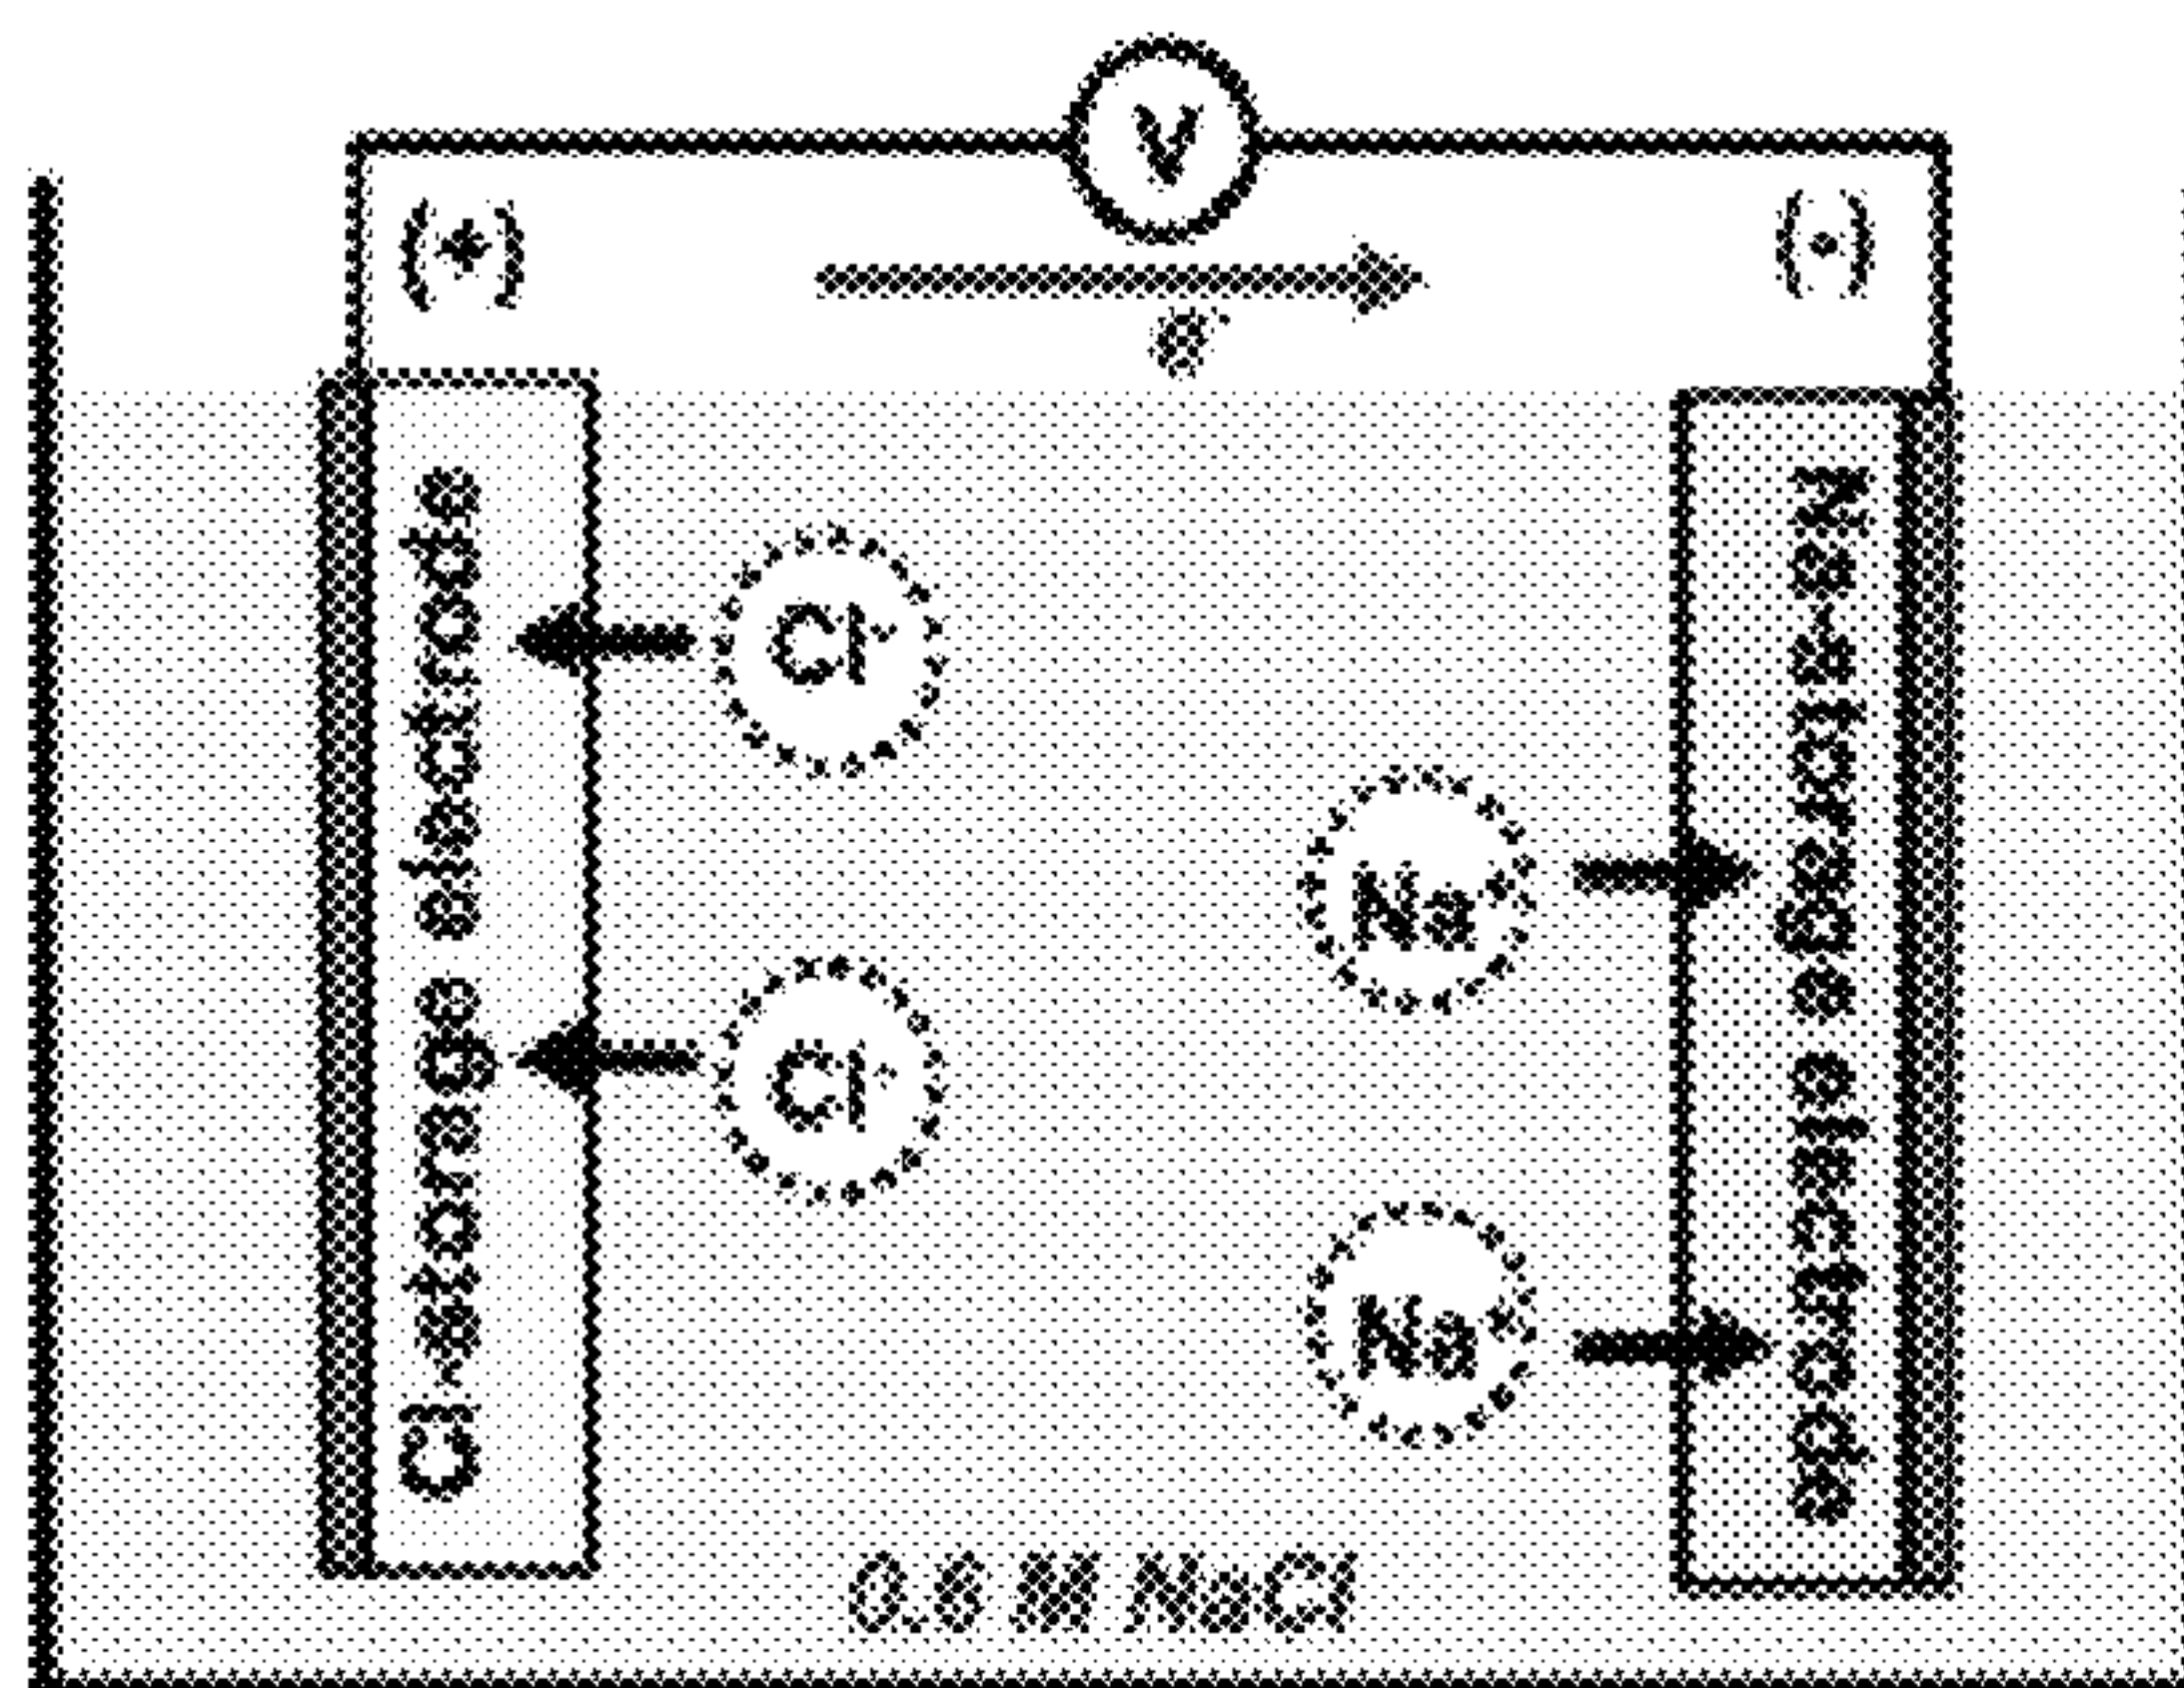 V
(+)
(-)
e⁻
Cl-storage electrode
Na-storage electrode
Cl⁻
Na⁺
Cl⁻
Na⁺
0.6 M NaCl